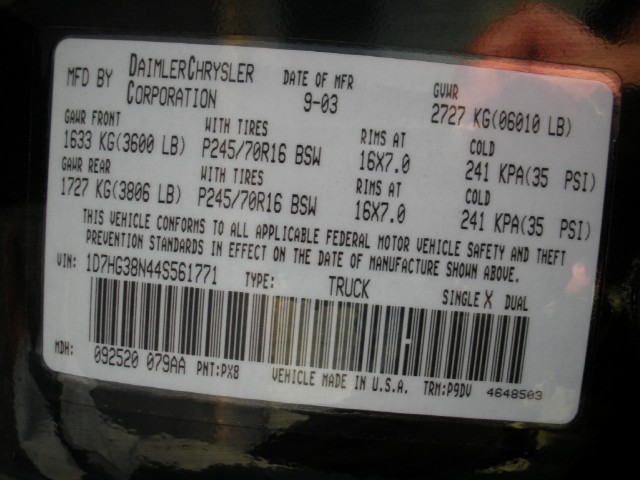 MFD BY DAIMLERCHRYSLER CORPORATION DATE OF MFR 9-03 GVWR 2727 KG(06010 LB)
GAWR FRONT WITH TIRES RIMS AT COLD
1633 KG(3600 LB) P245/70R16 BSW 16X7.0 241 KPA(35 PSI)
GAWR REAR WITH TIRES RIMS AT COLD
1727 KG(3806 LB) P245/70R16 BSW 16X7.0 241 KPA(35 PSI)
THIS VEHICLE CONFORMS TO ALL APPLICABLE FEDERAL MOTOR VEHICLE SAFETY AND THEFT
PREVENTION STANDARDS IN EFFECT ON THE DATE OF MANUFACTURE SHOWN ABOVE.
VIN: 1D7HG38N44S561771 TYPE: TRUCK SINGLE X DUAL
MDH: 092520 079AA PNT:PX8 VEHICLE MADE IN U.S.A. TRM:P9DV 4648503